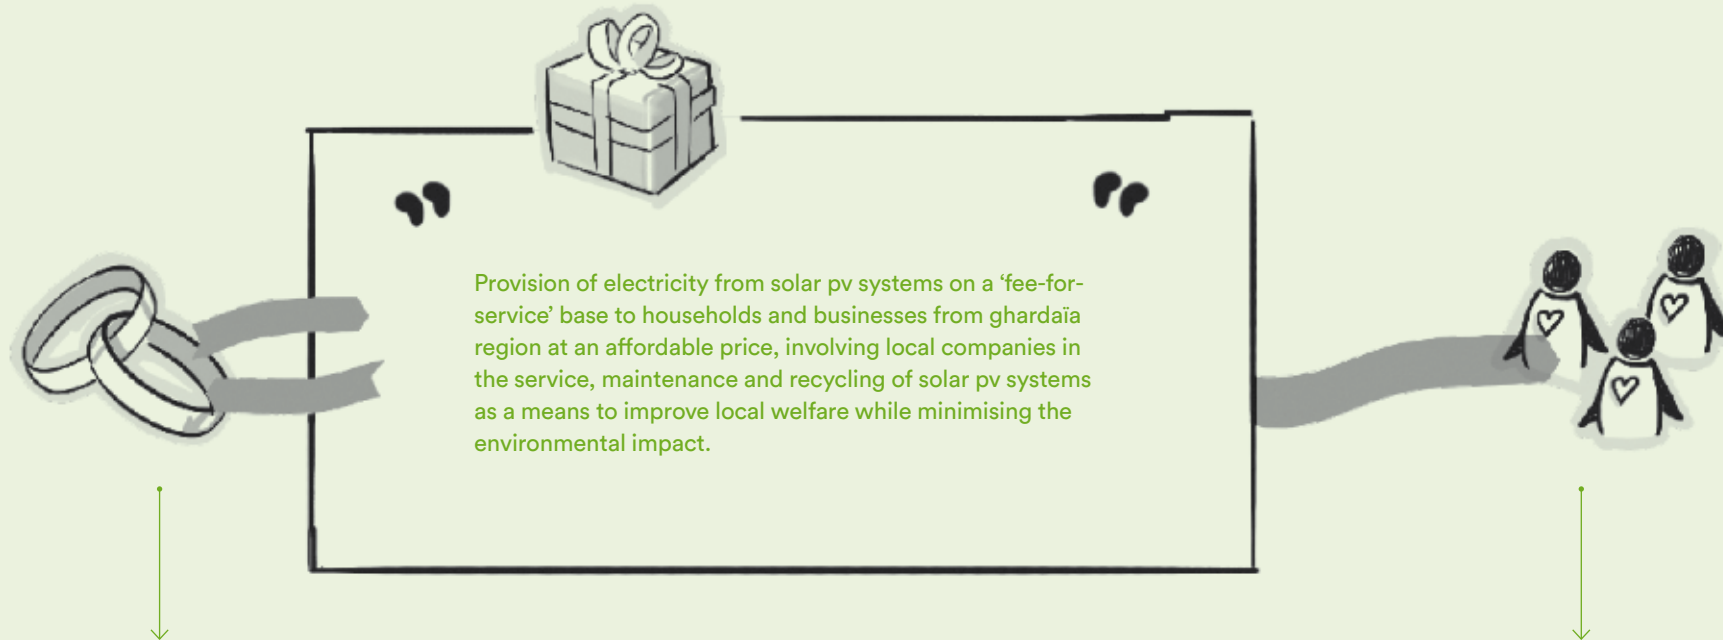 Provision of electricity from solar pv systems on a ‘fee-for-
service’ base to households and businesses from ghardaïa
region at an affordable price, involving local companies in
the service, maintenance and recycling of solar pv systems
as a means to improve local welfare while minimising the
environmental impact.